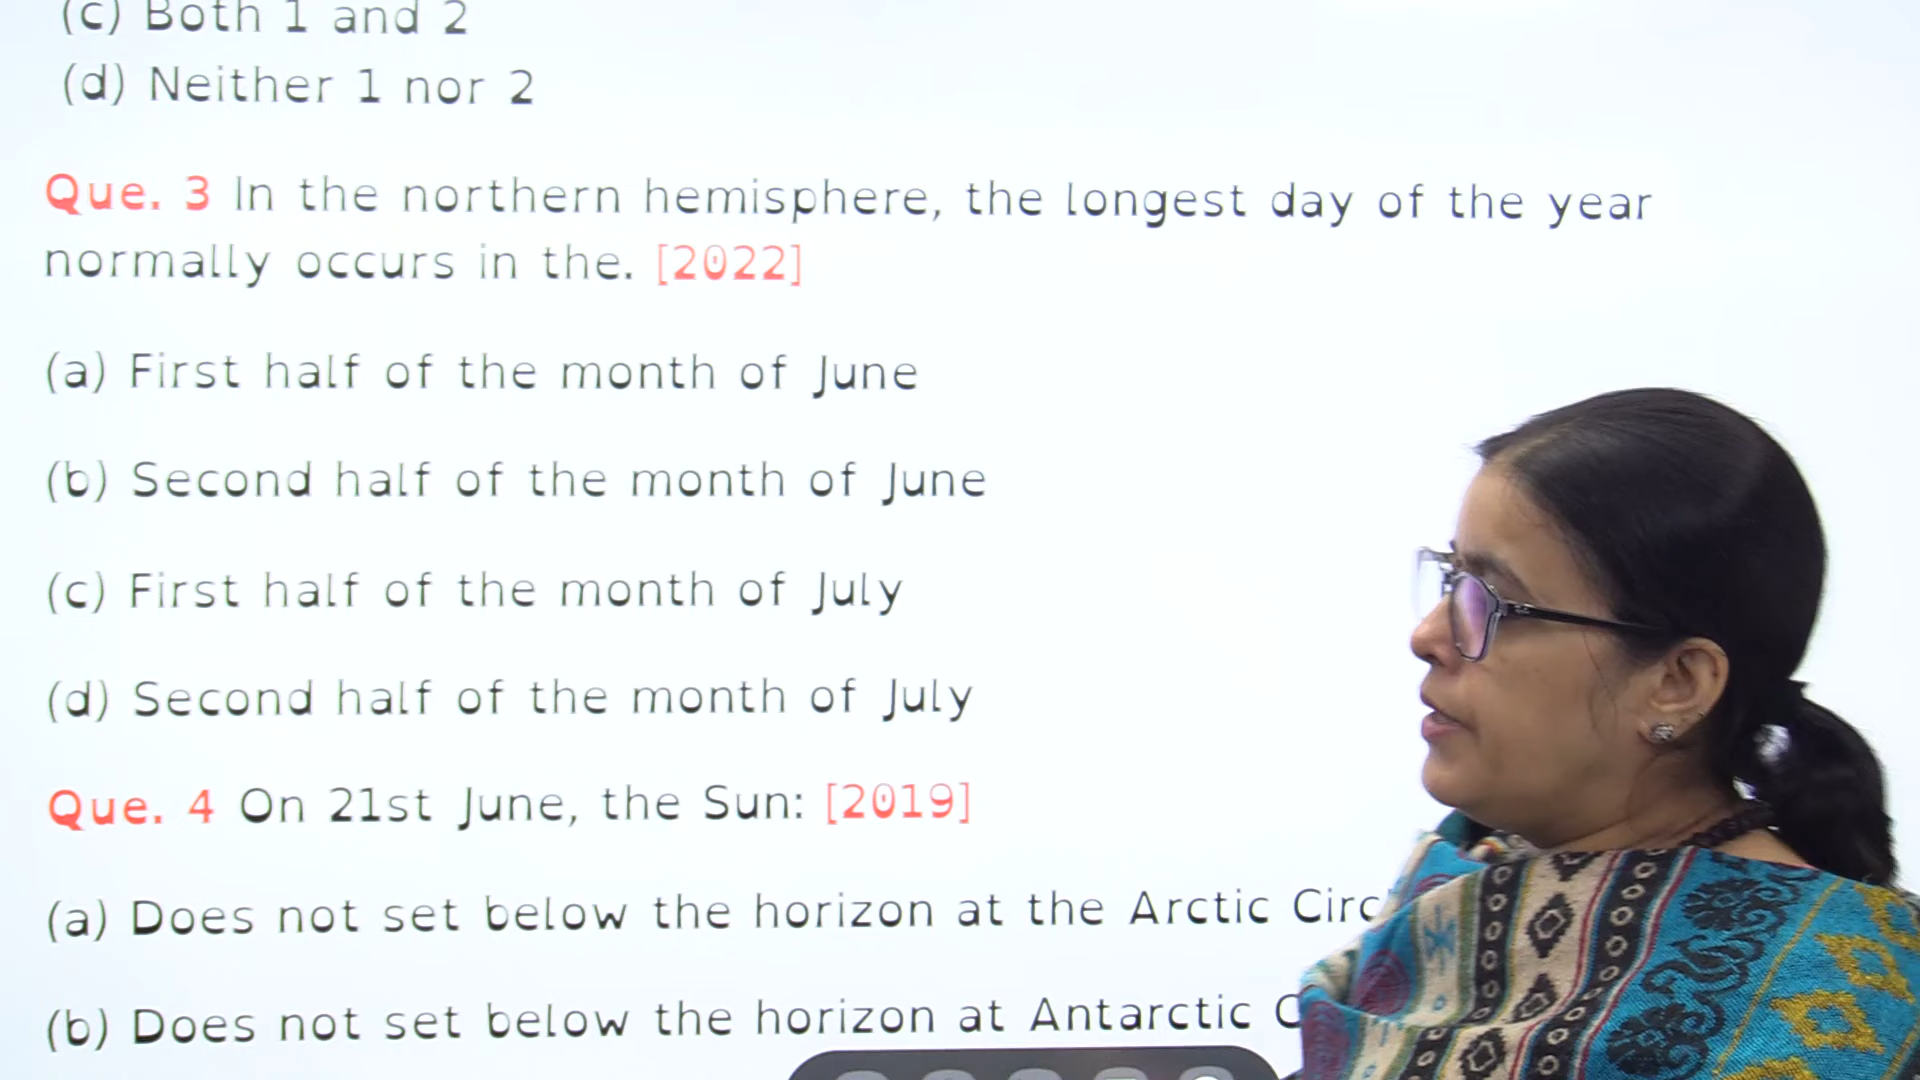 (c) Both 1 and 2
(d) Neither 1 nor 2
Que. 3 In the northern hemisphere, the longest day of the year
normally occurs in the. [2022]
(a) First half of the month of June
(b) Second half of the month of June
(c) First half of the month of July
(d) Second half of the month of July
Que. 4 On 21st June, the Sun: [2019]
(a) Does not set below the horizon at the Arctic
(b) Does not set below the horizon at Antarctic